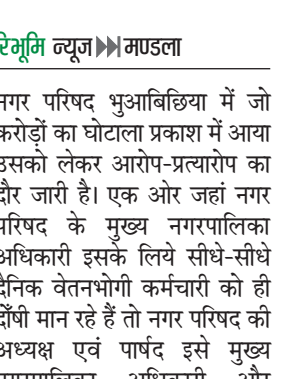 रिभूमि न्यूज मण्डला
नगर परिषद भुआबिछिया में जो
करोड़ों का घोटाला प्रकाश में आया
उसको लेकर आरोप-प्रत्यारोप का
दौर जारी है। एक ओर जहां नगर
परिषद के मुख्य नगरपालिका
अधिकारी इसके लिये सीधे-सीधे
दैनिक वेतनभोगी कर्मचारी को ही
दोँषी मान रहे हैं तो नगर परिषद की
अध्यक्ष एवं पार्षद इसे मुख्य